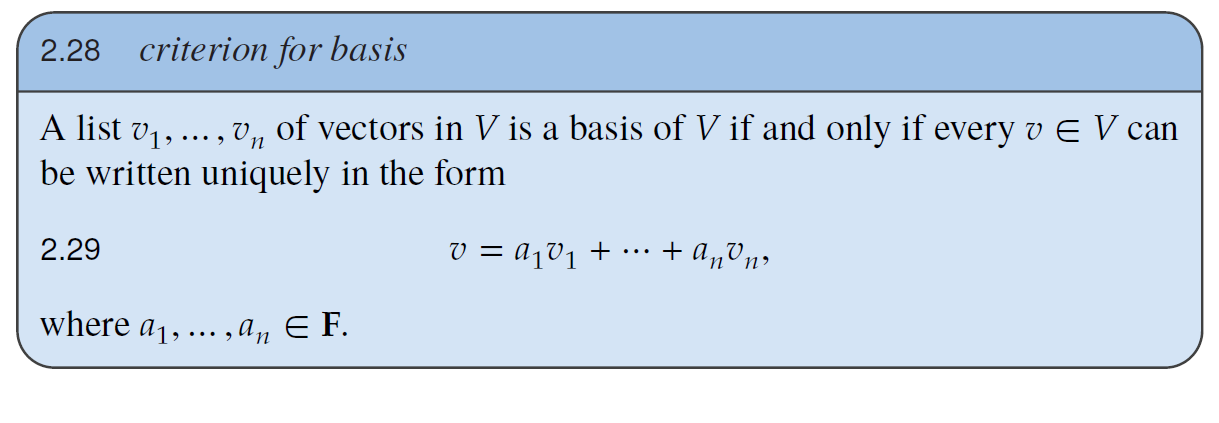 2.28 criterion for basis
A list v₁, … , vₙ of vectors in V is a basis of V if and only if every v ∈ V can
be written uniquely in the form
2.29 v = a₁v₁ + ⋯ + aₙvₙ,
where a₁, … , aₙ ∈ F.